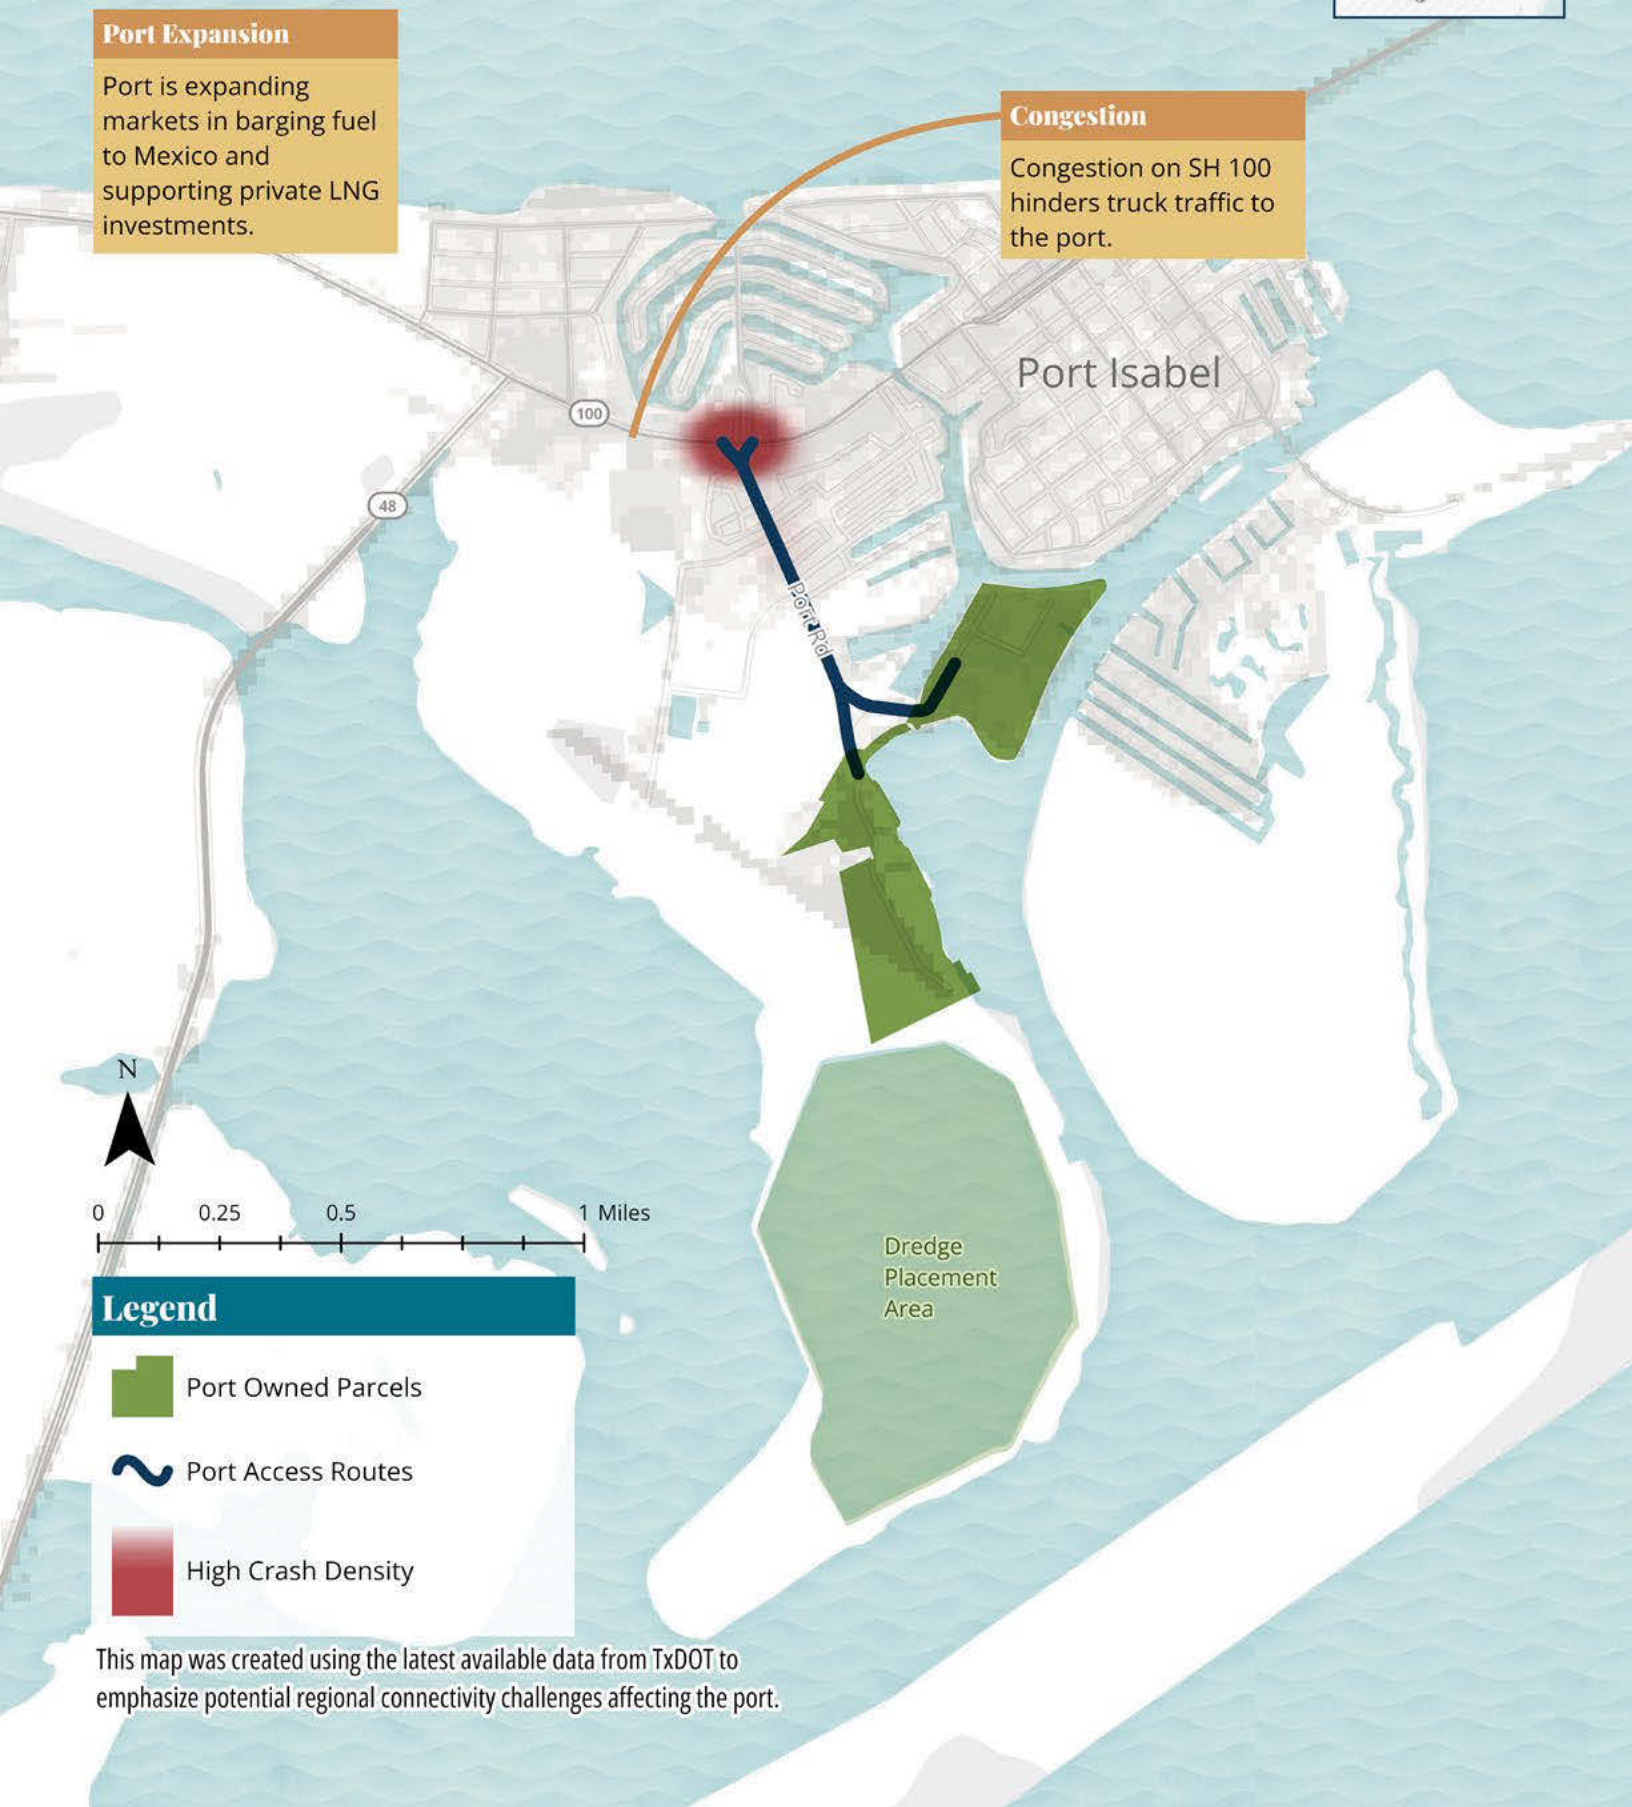 Port Expansion
Port is expanding
markets in barging fuel
to Mexico and
supporting private LNG
investments.
Congestion
Congestion on SH 100
hinders truck traffic to
the port.
Port Isabel
100
48
Port Rd
N
0 0.25 0.5 1 Miles
Dredge
Placement
Area
Legend
Port Owned Parcels
Port Access Routes
High Crash Density
This map was created using the latest available data from TxDOT to
emphasize potential regional connectivity challenges affecting the port.